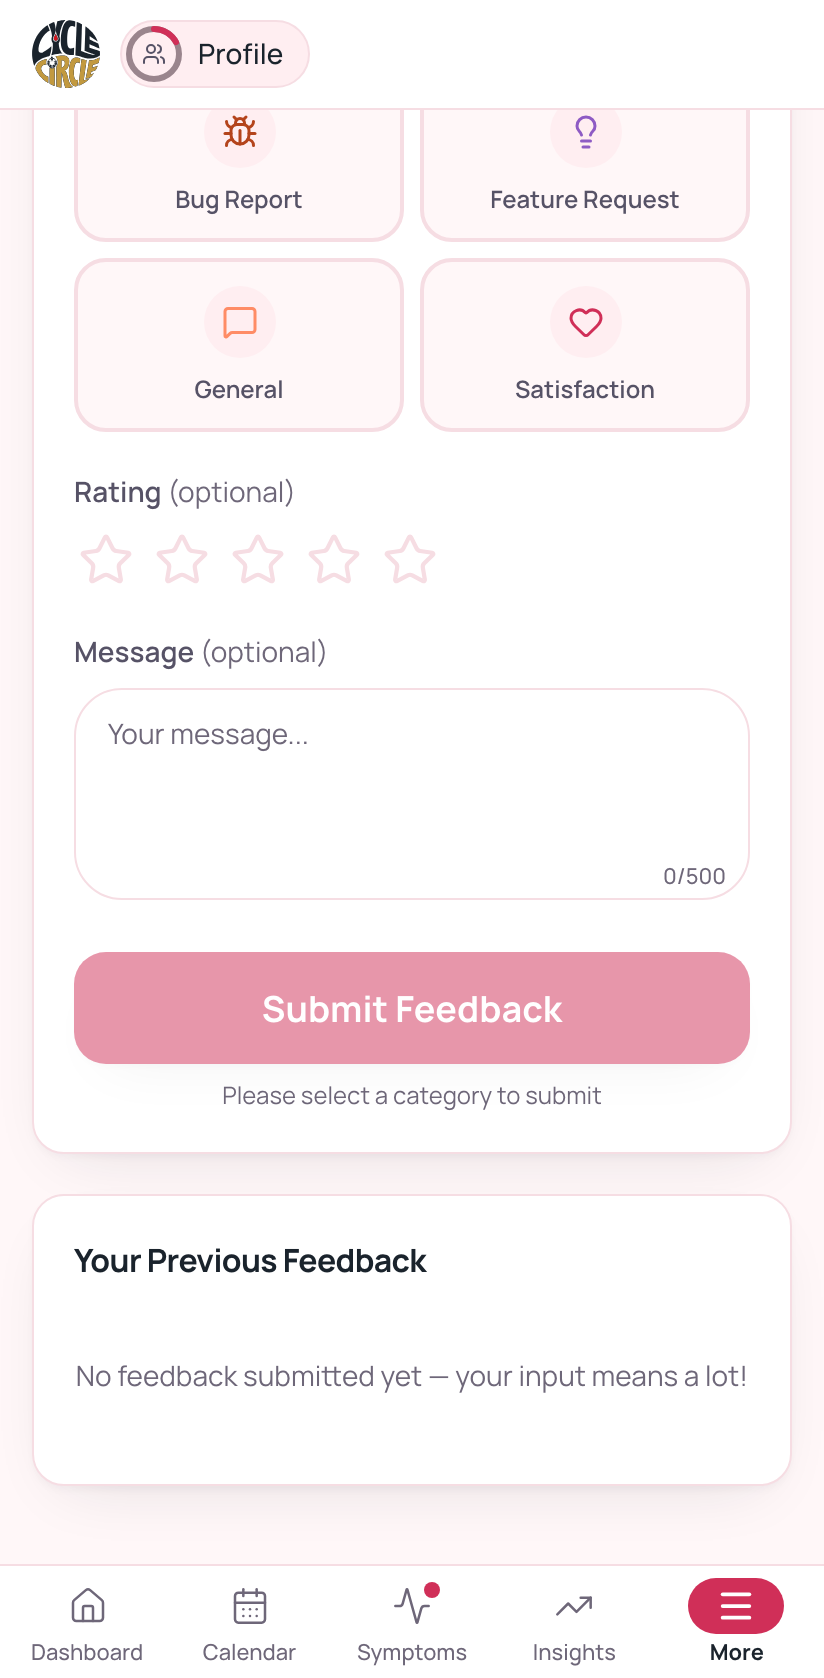 CYCLE
CIRCLE
Profile
Bug Report
Feature Request
General
Satisfaction
Rating (optional)
Message (optional)
Your message...
0/500
Submit Feedback
Please select a category to submit
Your Previous Feedback
No feedback submitted yet — your input means a lot!
Dashboard
Calendar
Symptoms
Insights
More